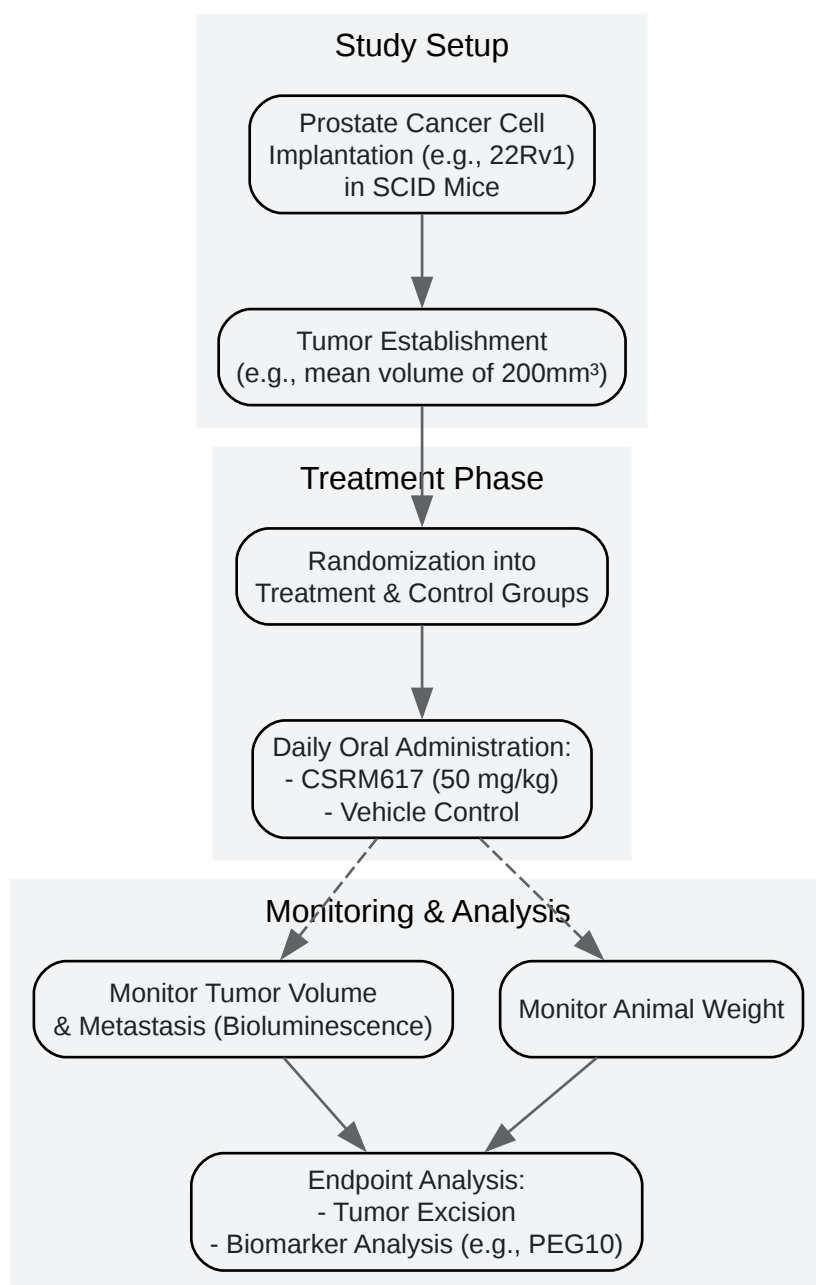 Study Setup
Prostate Cancer Cell
Implantation (e.g., 22Rv1)
in SCID Mice
Tumor Establishment
(e.g., mean volume of 200mm³)
Treatment Phase
Randomization into
Treatment & Control Groups
Daily Oral Administration:
- CSRM617 (50 mg/kg)
- Vehicle Control
Monitoring & Analysis
Monitor Tumor Volume
& Metastasis (Bioluminescence)
Monitor Animal Weight
Endpoint Analysis:
- Tumor Excision
- Biomarker Analysis (e.g., PEG10)